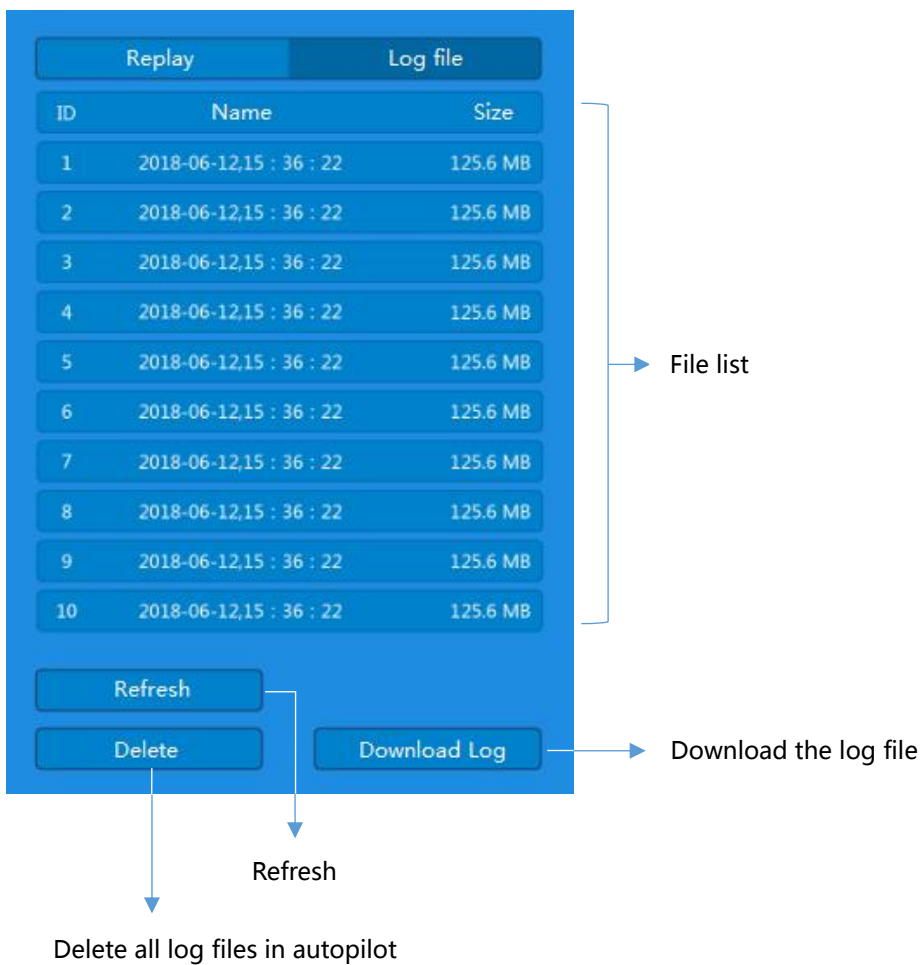 Replay Log file
ID Name Size
1 2018-06-12,15 : 36 : 22 125.6 MB
2 2018-06-12,15 : 36 : 22 125.6 MB
3 2018-06-12,15 : 36 : 22 125.6 MB
4 2018-06-12,15 : 36 : 22 125.6 MB
5 2018-06-12,15 : 36 : 22 125.6 MB
File list
6 2018-06-12,15 : 36 : 22 125.6 MB
7 2018-06-12,15 : 36 : 22 125.6 MB
8 2018-06-12,15 : 36 : 22 125.6 MB
9 2018-06-12,15 : 36 : 22 125.6 MB
10 2018-06-12,15 : 36 : 22 125.6 MB
Refresh
Delete Download Log
Download the log file
Refresh
Delete all log files in autopilot